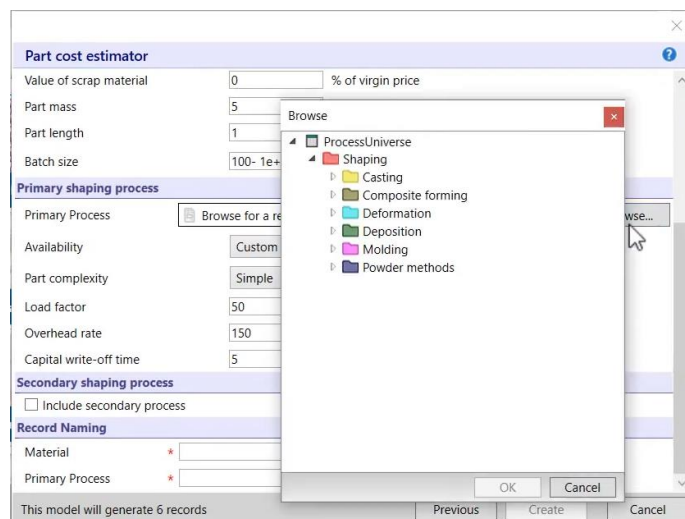 Part cost estimator
Value of scrap material 0 % of virgin price
Part mass 5
Part length 1
Batch size 100- 1e+
Primary shaping process
Primary Process Browse for a re wse...
Availability Custom
Part complexity Simple
Load factor 50
Overhead rate 150
Capital write-off time 5
Secondary shaping process
Include secondary process
Record Naming
Material *
Primary Process *
This model will generate 6 records Previous Create Cancel
Browse
ProcessUniverse
Shaping
Casting
Composite forming
Deformation
Deposition
Molding
Powder methods
OK Cancel